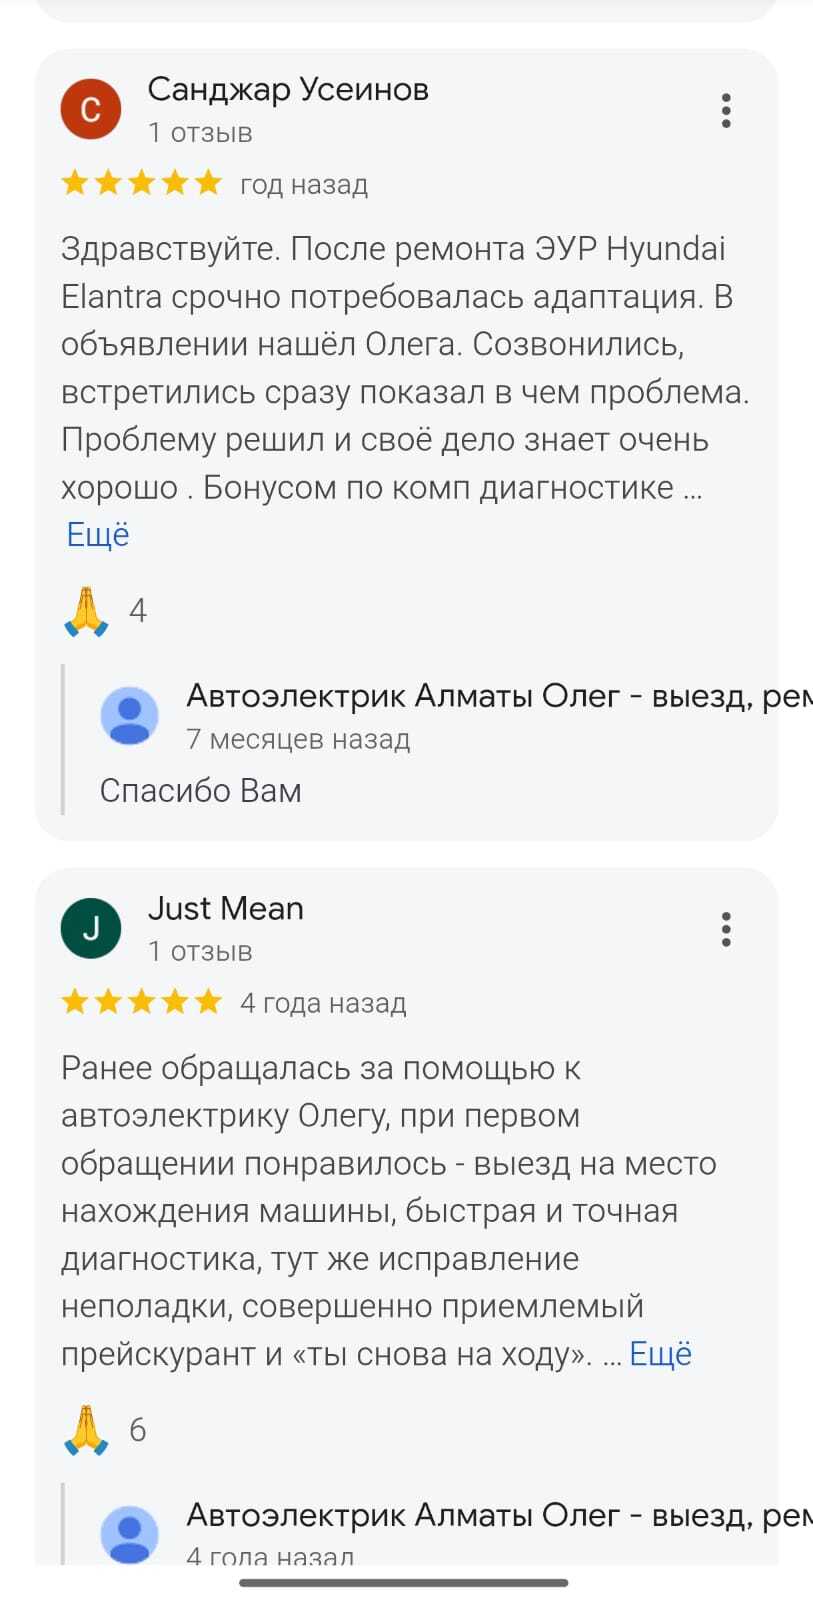 С
Санджар Усеинов
1 отзыв
год назад
Здравствуйте. После ремонта ЭУР Hyundai
Elantra срочно потребовалась адаптация. В
объявлении нашёл Олега. Созвонились,
встретились сразу показал в чем проблема.
Проблему решил и своё дело знает очень
хорошо . Бонусом по комп диагностике ...
Ещё
4
Автоэлектрик Алматы Олег - выезд, рем
7 месяцев назад
Спасибо Вам
J
Just Mean
1 отзыв
4 года назад
Ранее обращалась за помощью к
автоэлектрику Олегу, при первом
обращении понравилось - выезд на место
нахождения машины, быстрая и точная
диагностика, тут же исправление
неполадки, совершенно приемлемый
прейскурант и «ты снова на ходу». ... Ещё
6
Автоэлектрик Алматы Олег - выезд, рем
4 года назад